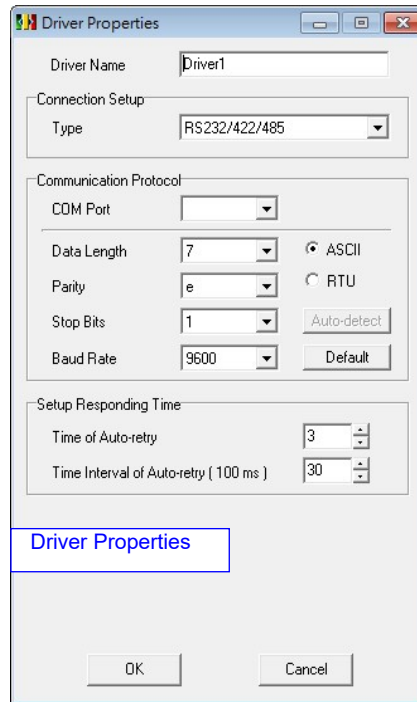 Driver Properties
Driver Name Driver1
Connection Setup
Type RS232/422/485
Communication Protocol
COM Port
Data Length 7 ASCII
Parity e RTU
Stop Bits 1 Auto-detect
Baud Rate 9600 Default
Setup Responding Time
Time of Auto-retry 3
Time Interval of Auto-retry ( 100 ms ) 30
Driver Properties
OK Cancel